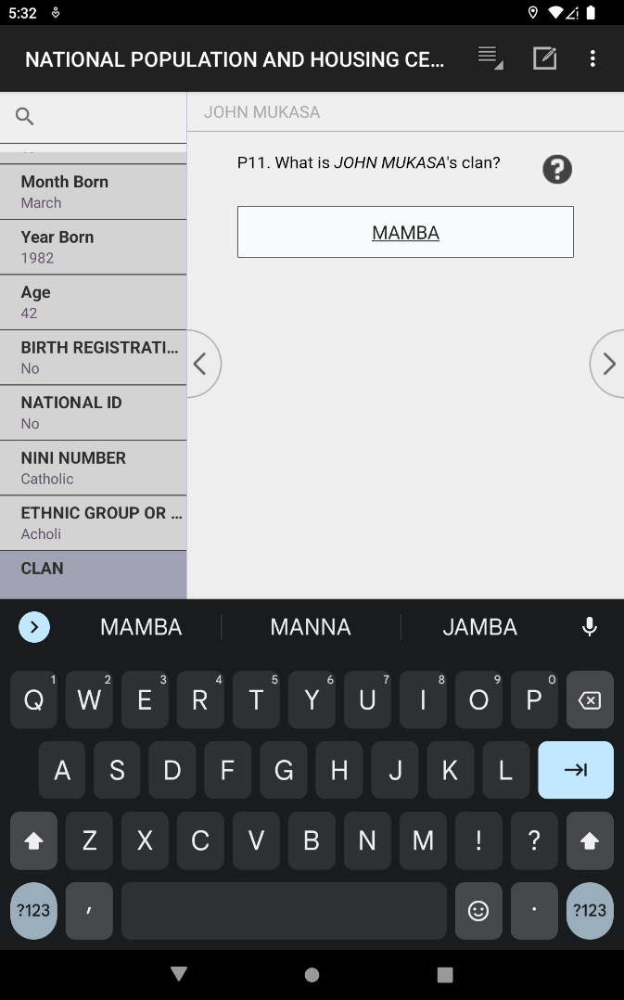 5:32
NATIONAL POPULATION AND HOUSING CE...
JOHN MUKASA
P11. What is JOHN MUKASA's clan?
?
MAMBA
Month Born
March
Year Born
1982
Age
42
BIRTH REGISTRATI...
No
NATIONAL ID
No
NINI NUMBER
Catholic
ETHNIC GROUP OR ...
Acholi
CLAN
MAMBA MANNA JAMBA
Q 1 W 2 E 3 R 4 T 5 Y 6 U 7 I 8 O 9 P 0
A S D F G H J K L
Z X C V B N M ! ?
?123 , . ?123